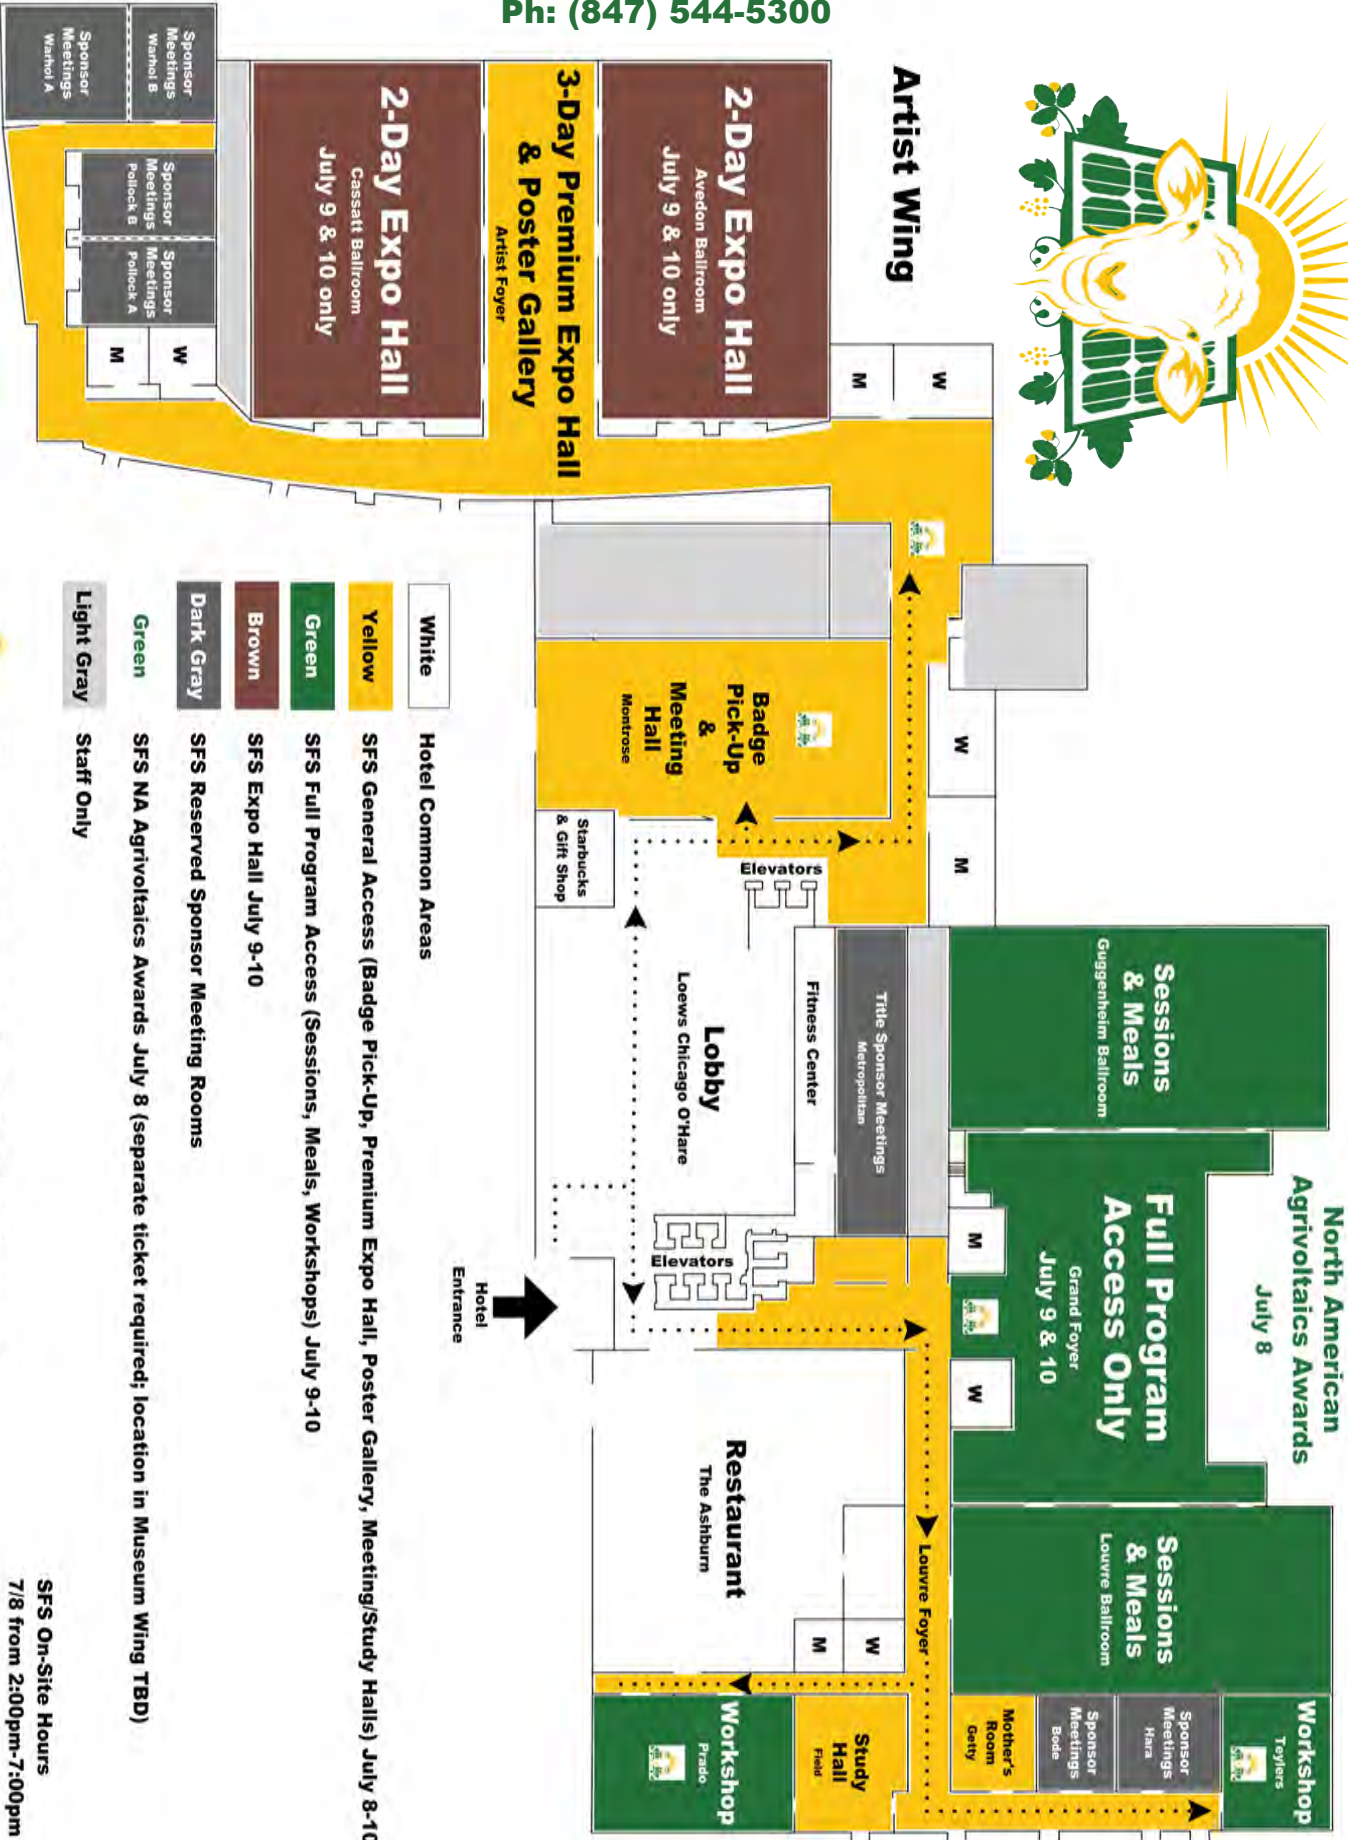 Ph: (847) 544-5300
Artist Wing
2-Day Expo Hall
Avedon Ballroom
July 9 & 10 only
3-Day Premium Expo Hall
& Poster Gallery
Artist Foyer
2-Day Expo Hall
Cassatt Ballroom
July 9 & 10 only
Sponsor
Meetings
Warhol B
Sponsor
Meetings
Warhol A
Sponsor
Meetings
Pollock B
Sponsor
Meetings
Pollock A
W
M
W
M
W
M
Badge
Pick-Up
&
Meeting
Hall
Montrose
Starbucks
& Gift Shop
Elevators
Lobby
Loews Chicago O'Hare
Fitness Center
Title Sponsor Meetings
Metropolitan
Elevators
Hotel
Entrance
Sessions
& Meals
Guggenheim Ballroom
North American
Agrivoltaics Awards
July 8
Full Program
Access Only
Grand Foyer
July 9 & 10
M
W
Sessions
& Meals
Louvre Ballroom
Louvre Foyer
Restaurant
The Ashburn
W
M
Workshop
Teylers
Sponsor
Meetings
Hara
Sponsor
Meetings
Bode
Mother's
Room
Getty
Study
Hall
Field
Workshop
Prado
White Hotel Common Areas
Yellow SFS General Access (Badge Pick-Up, Premium Expo Hall, Poster Gallery, Meeting/Study Halls) July 8-10
Green SFS Full Program Access (Sessions, Meals, Workshops) July 9-10
Brown SFS Expo Hall July 9-10
Dark Gray SFS Reserved Sponsor Meeting Rooms
Green SFS NA Agrivoltaics Awards July 8 (separate ticket required; location in Museum Wing TBD)
Light Gray Staff Only
SFS On-Site Hours
7/8 from 2:00pm-7:00pm